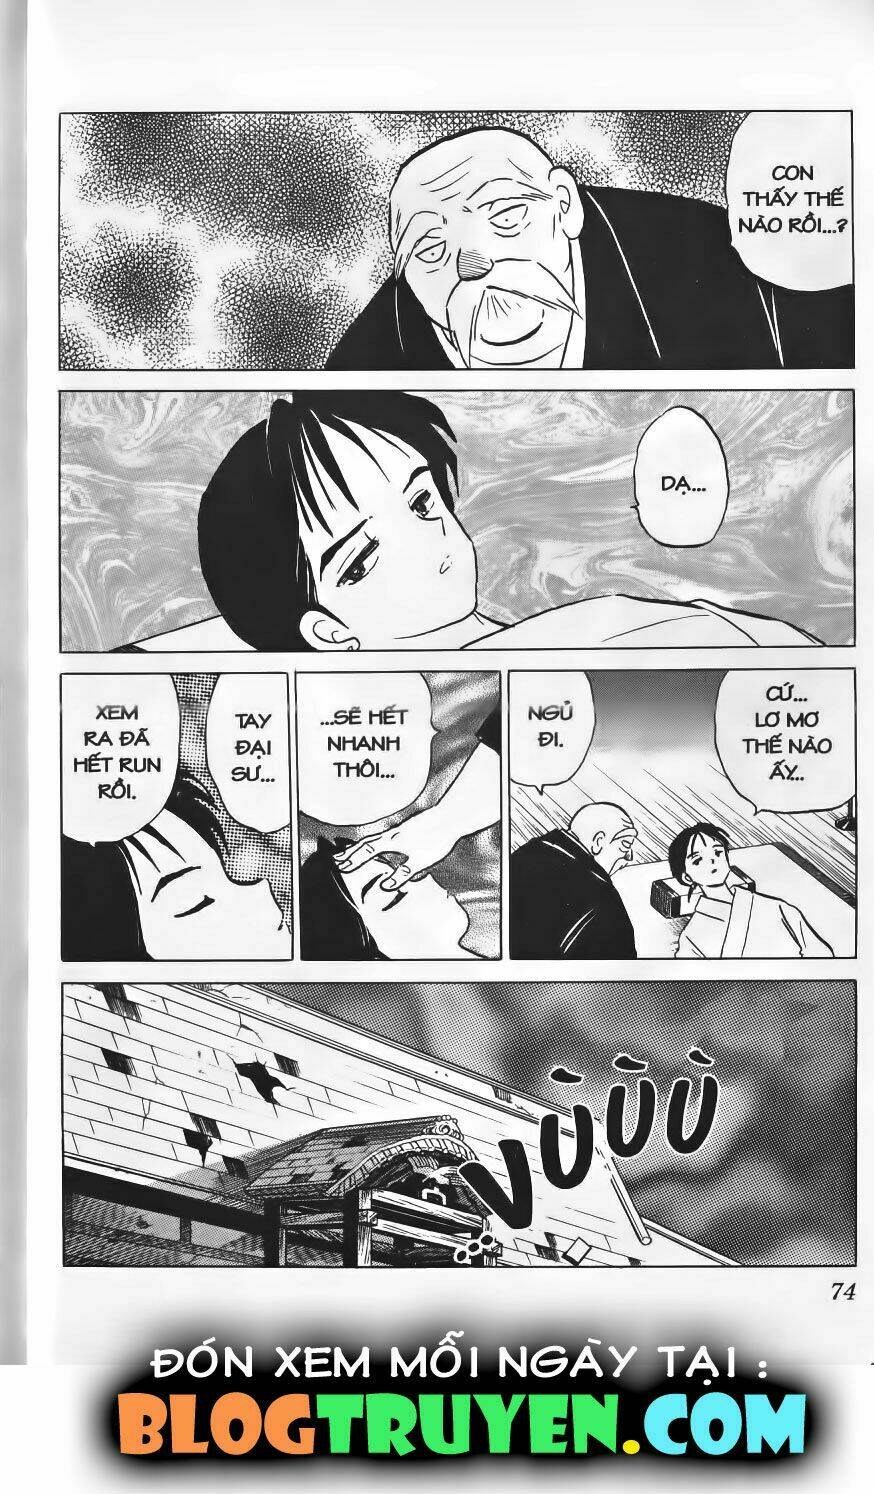 CON
THẤY THẾ
NÀO RỒI...?
DẠ...
CỨ...
LƠ MƠ
THẾ NÀO
ẤY...
NGỦ
ĐI.
...SẼ HẾT
NHANH
THÔI...
TAY
ĐẠI
SƯ...
XEM
RA ĐÃ
HẾT RUN
RỒI.
VÙÙÙ
74
ĐÓN XEM MỖI NGÀY TẠI :
BLOGTRUYEN.COM